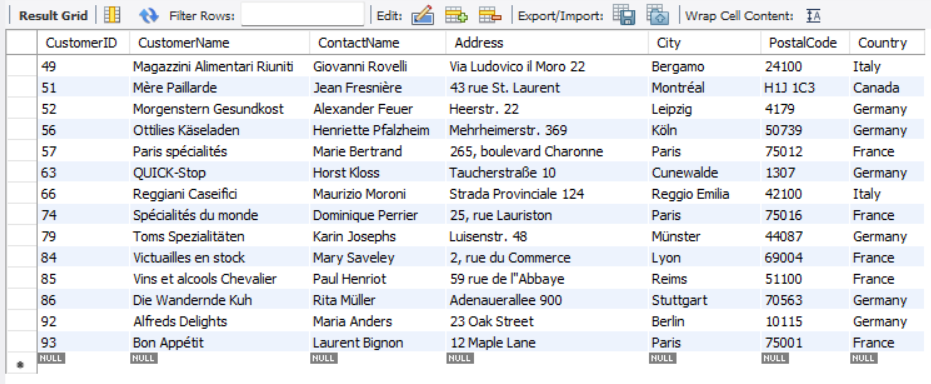 Result Grid Filter Rows: Edit: Export/Import: Wrap Cell Content: IA
CustomerID CustomerName ContactName Address City PostalCode Country
49 Magazzini Alimentari Riuniti Giovanni Rovelli Via Ludovico il Moro 22 Bergamo 24100 Italy
51 Mère Paillarde Jean Fresnière 43 rue St. Laurent Montréal H1J 1C3 Canada
52 Morgenstern Gesundkost Alexander Feuer Heerstr. 22 Leipzig 4179 Germany
56 Ottilies Käseladen Henriette Pfalzheim Mehrheimerstr. 369 Köln 50739 Germany
57 Paris spécialités Marie Bertrand 265, boulevard Charonne Paris 75012 France
63 QUICK-Stop Horst Kloss Taucherstraße 10 Cunewalde 1307 Germany
66 Reggiani Caseifici Maurizio Moroni Strada Provinciale 124 Reggio Emilia 42100 Italy
74 Spécialités du monde Dominique Perrier 25, rue Lauriston Paris 75016 France
79 Toms Spezialitäten Karin Josephs Luisenstr. 48 Münster 44087 Germany
84 Victuailles en stock Mary Saveley 2, rue du Commerce Lyon 69004 France
85 Vins et alcools Chevalier Paul Henriot 59 rue de l"Abbaye Reims 51100 France
86 Die Wandernde Kuh Rita Müller Adenauerallee 900 Stuttgart 70563 Germany
92 Alfreds Delights Maria Anders 23 Oak Street Berlin 10115 Germany
93 Bon Appétit Laurent Bignon 12 Maple Lane Paris 75001 France
NULL NULL NULL NULL NULL NULL NULL